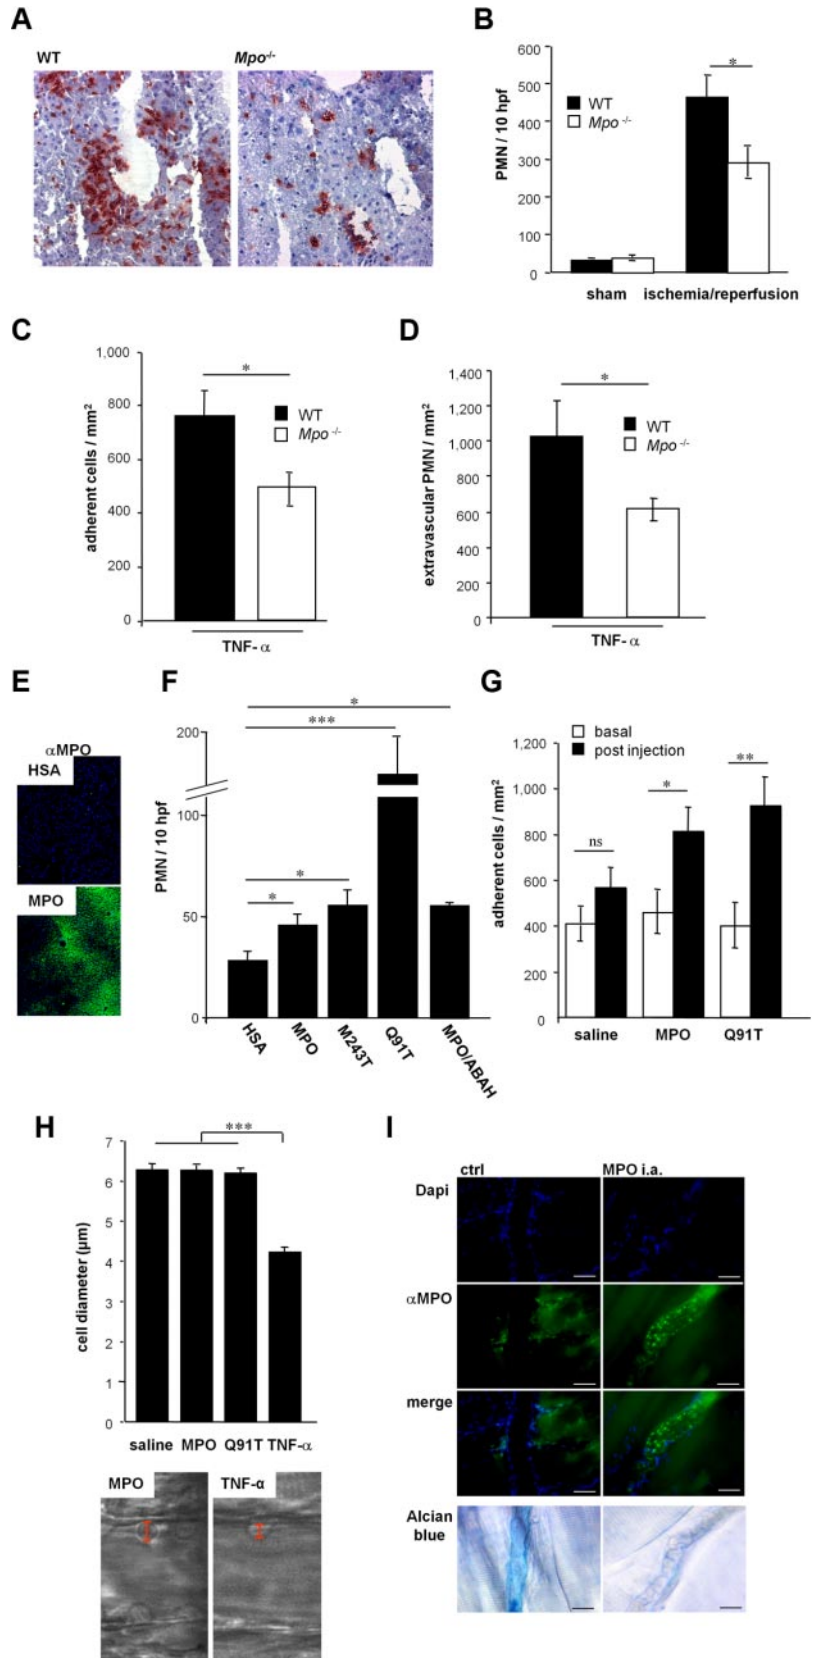 A
WT
Mpo-/-
B
PMN / 10 hpf
600
500
400
300
200
100
0
WT
Mpo -/-
*
sham
ischemia/reperfusion
C
adherent cells / mm2
1,000
800
600
400
200
0
*
WT
Mpo -/-
TNF- α
D
extravascular PMN / mm2
1,400
1,200
1,000
800
600
400
200
0
*
WT
Mpo -/-
TNF- α
E
αMPO
HSA
MPO
F
PMN / 10 hpf
200
100
50
0
*
***
*
*
HSA
MPO
M243T
Q91T
MPO/ABAH
G
basal
post injection
adherent cells / mm2
1,200
1,000
800
600
400
200
0
ns
*
**
saline
MPO
Q91T
H
cell diameter (µm)
7
6
5
4
3
2
1
0
***
saline MPO Q91T TNF-α
MPO
TNF-α
I
ctrl
MPO i.a.
Dapi
αMPO
merge
Alcian
blue